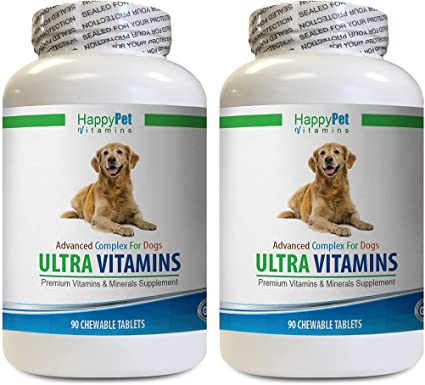 SEALED FOR YOUR PROTECTION
HappyPet
Vitamins
Advanced Complex For Dogs
ULTRA VITAMINS
Premium Vitamins & Minerals Supplement
90 CHEWABLE TABLETS
SEALED FOR YOUR PROTECTION
HappyPet
Vitamins
Advanced Complex For Dogs
ULTRA VITAMINS
Premium Vitamins & Minerals Supplement
90 CHEWABLE TABLETS